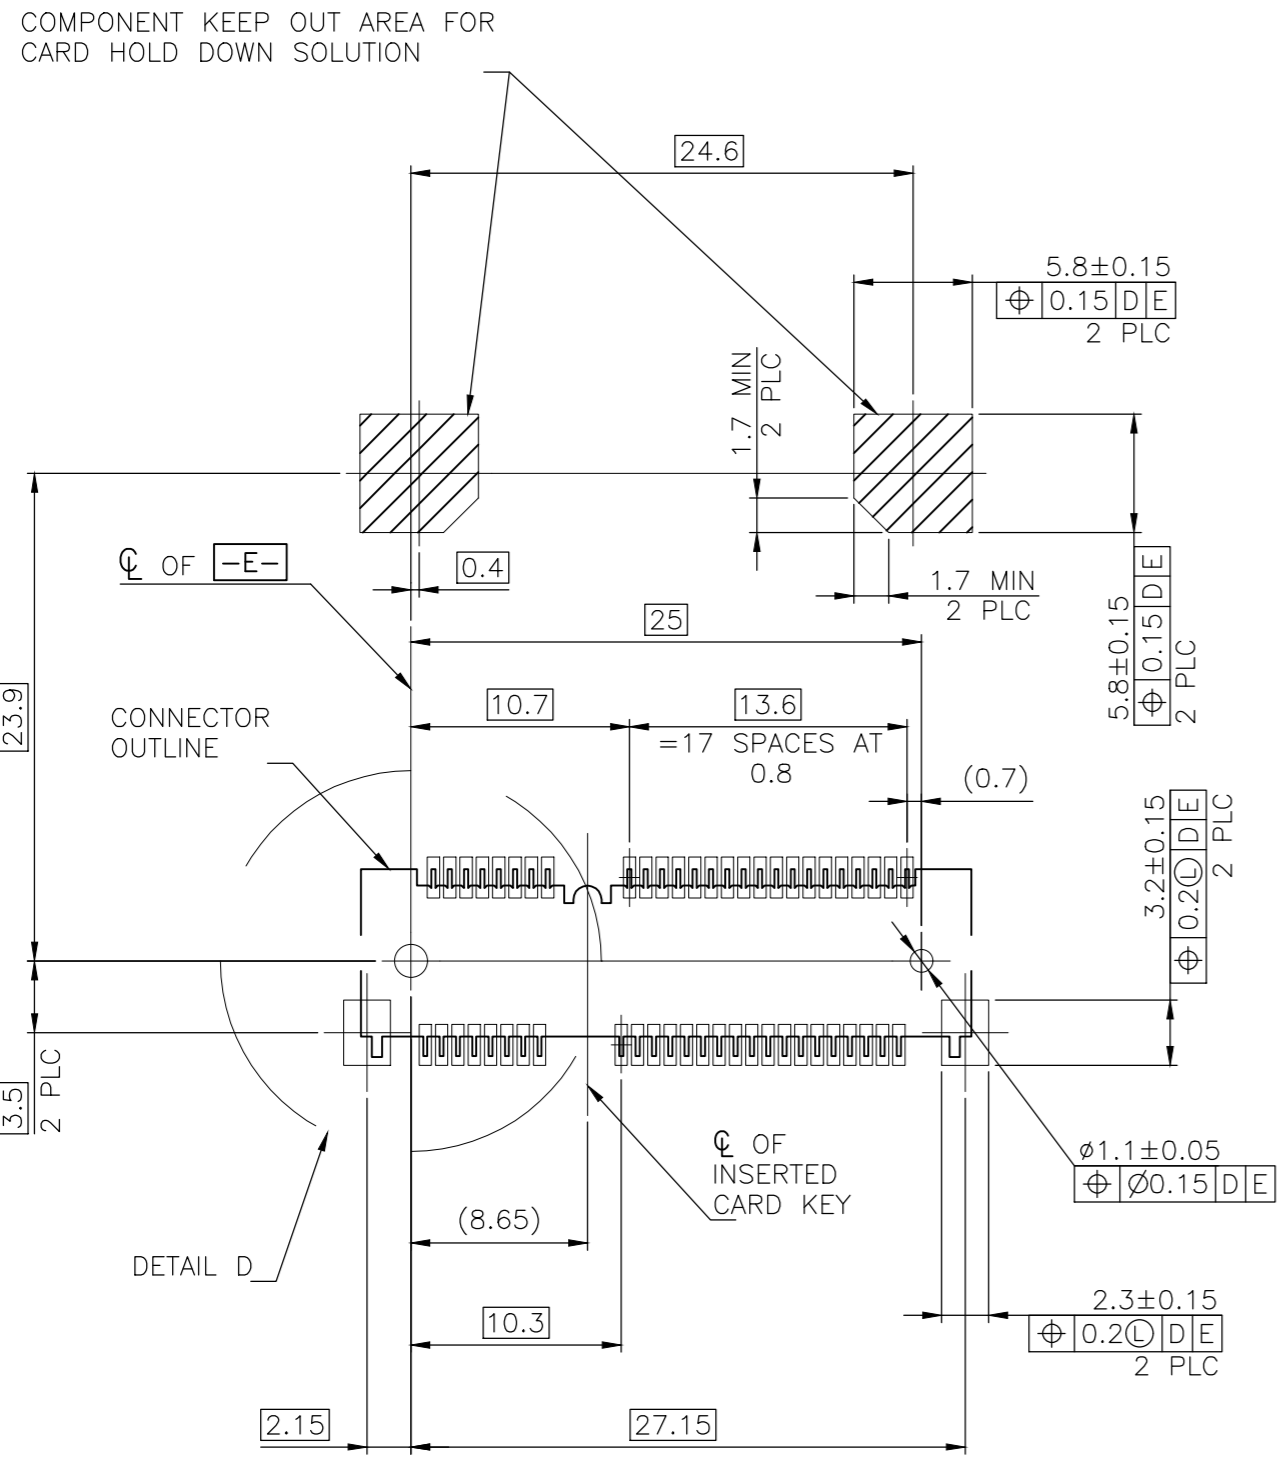 COMPONENT KEEP OUT AREA FOR
CARD HOLD DOWN SOLUTION
24.6
5.8±0.15
⌖ 0.15 D E
2 PLC
1.7 MIN
2 PLC
℄ OF -E-
0.4
1.7 MIN
2 PLC
25
5.8±0.15
⌖ 0.15 D E
2 PLC
23.9
CONNECTOR
OUTLINE
10.7
13.6
=17 SPACES AT
0.8
(0.7)
3.2±0.15
⌖ 0.2Ⓛ D E
2 PLC
3.5
2 PLC
℄ OF
INSERTED
CARD KEY
ø1.1±0.05
⌖ Ø0.15 D E
(8.65)
DETAIL D
10.3
2.3±0.15
⌖ 0.2Ⓛ D E
2 PLC
2.15
27.15